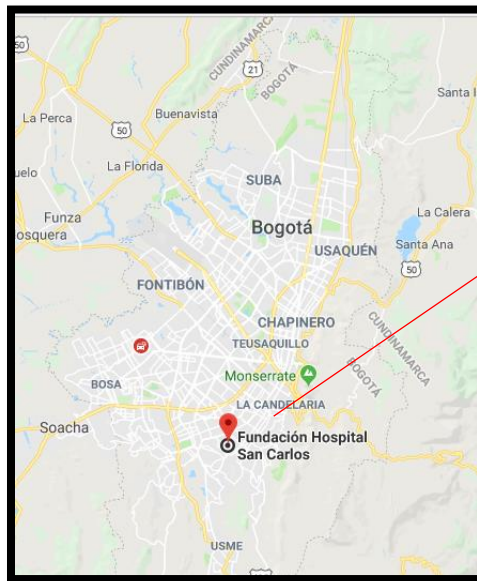 50
CUNDINAMARCA
BOGOTÁ
21
Santa I
La Perca
Buenavista
50
uelo
La Florida
SUBA
Funza
osquera
Bogotá
La Calera
USAQUÉN
Santa Ana
50
FONTIBÓN
CHAPINERO
TEUSAQUILLO
CUNDINAMARCA
BOGOTÁ
Monserrate
BOSA
LA CANDELARIA
Soacha
Fundación Hospital
San Carlos
USME